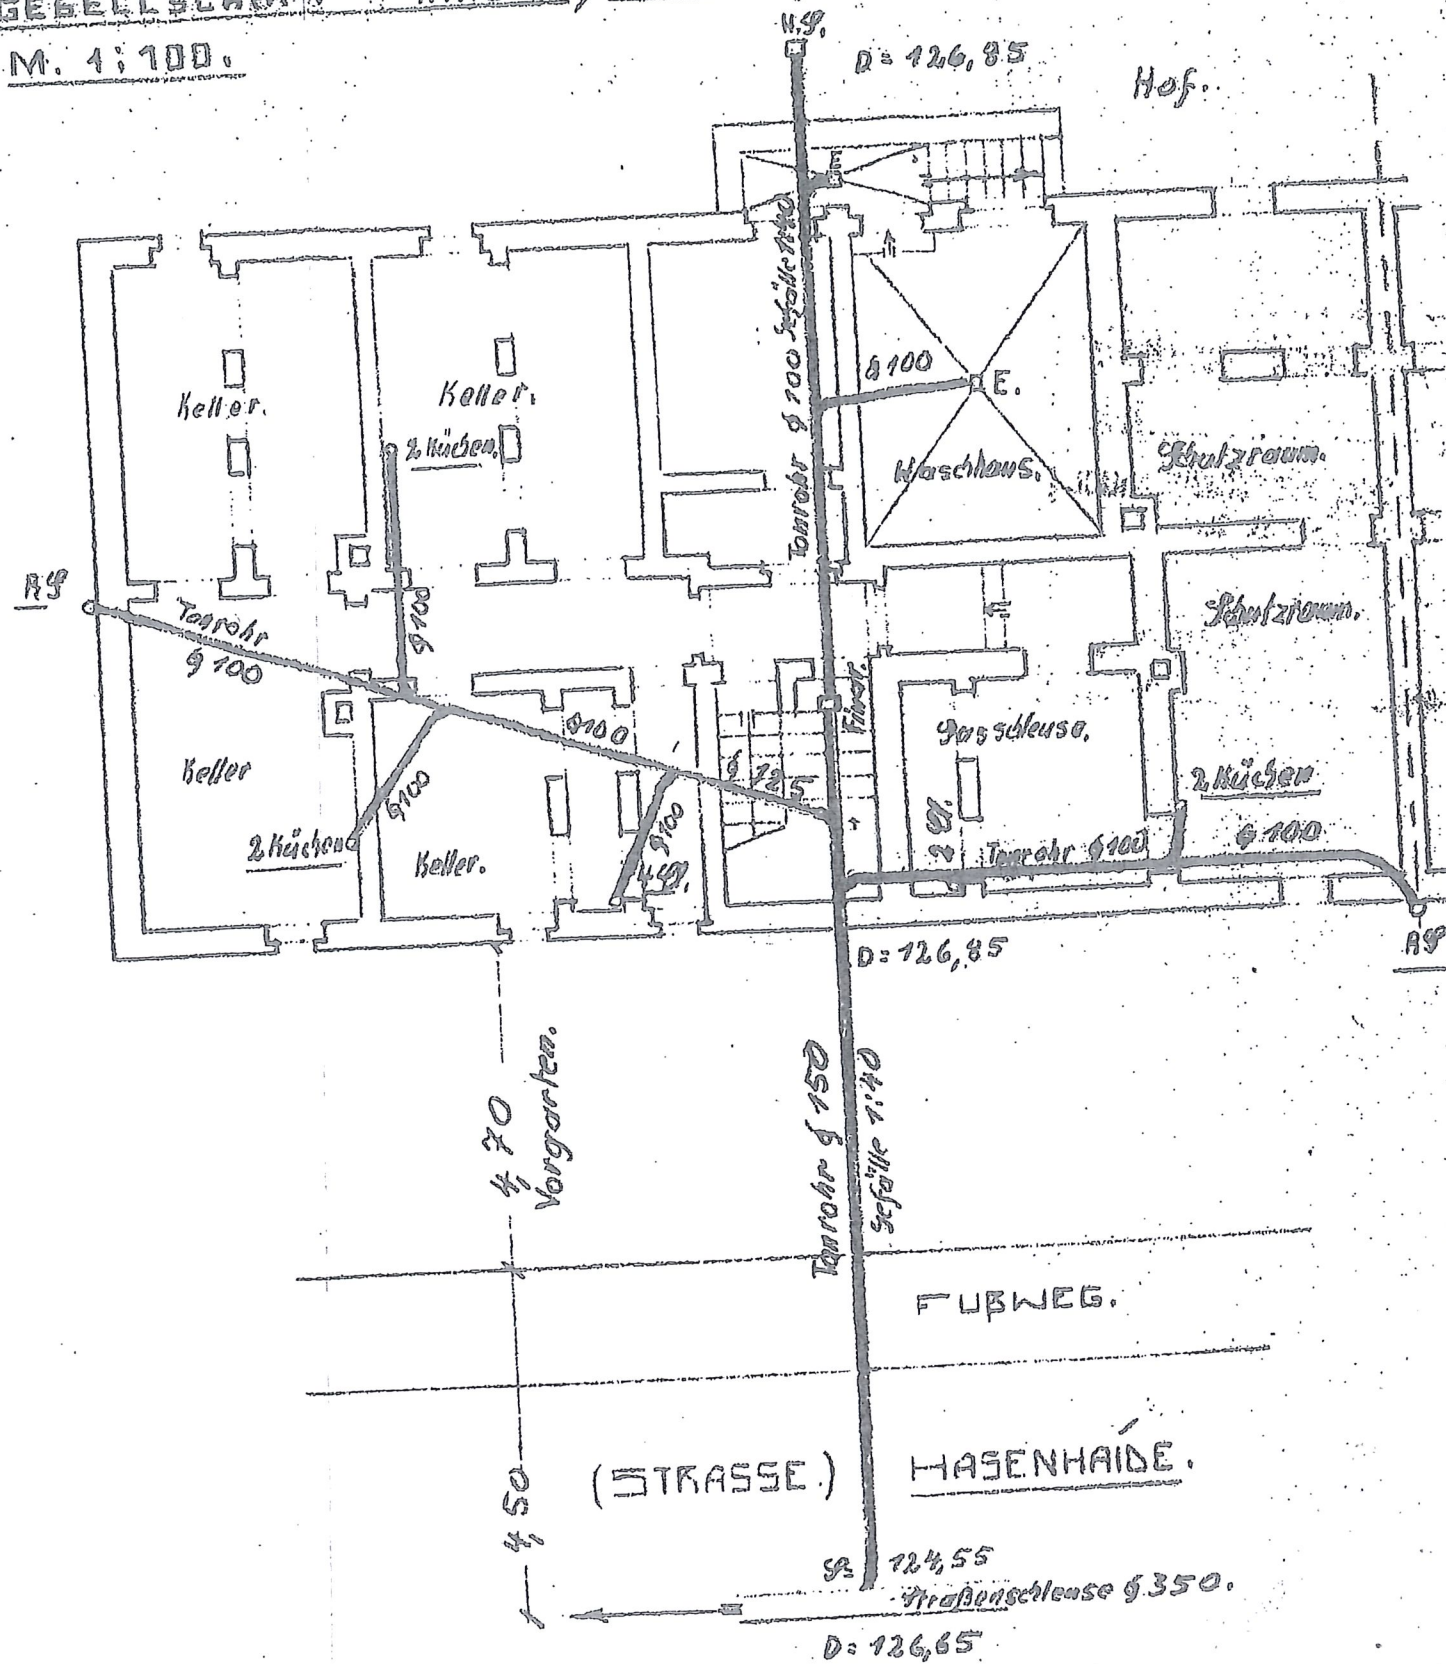 M. 1:100.
D= 126,85
Hof.
Tonrohr ϕ 100 Gefälle 1:40
ϕ 100
E.
Keller.
Keller.
2 Küchen.
Waschhaus.
Schutzraum.
Tonrohr
ϕ 100
ϕ 100
Schutzraum.
Keller
ϕ 100
ϕ 125
Gasschleuse.
2 Küchen
2 Küchen
ϕ 100
Keller.
ϕ 100
Tonrohr ϕ 100
ϕ 100
D= 126,85
4,70
Vorgarten.
Tonrohr ϕ 150
Gefälle 1:40
FUßWEG.
(STRASSE.)
HASENHAIDE.
4,50
124,55
Straßenschleuse ϕ 350.
D= 126,65